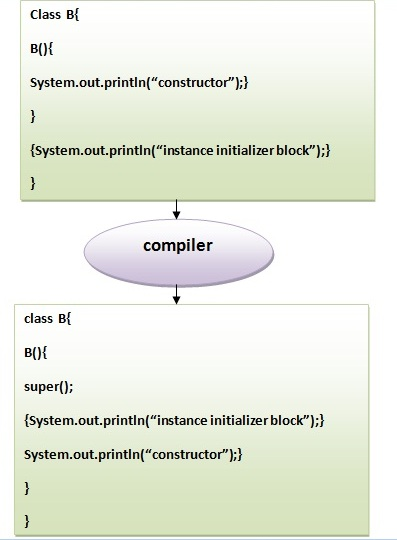 Class B{
B(){
System.out.println(“constructor”);}
}
{System.out.println(“instance initializer block”);}
}
compiler
class B{
B(){
super();
{System.out.println(“instance initializer block”);}
System.out.println(“constructor”);}
}
}